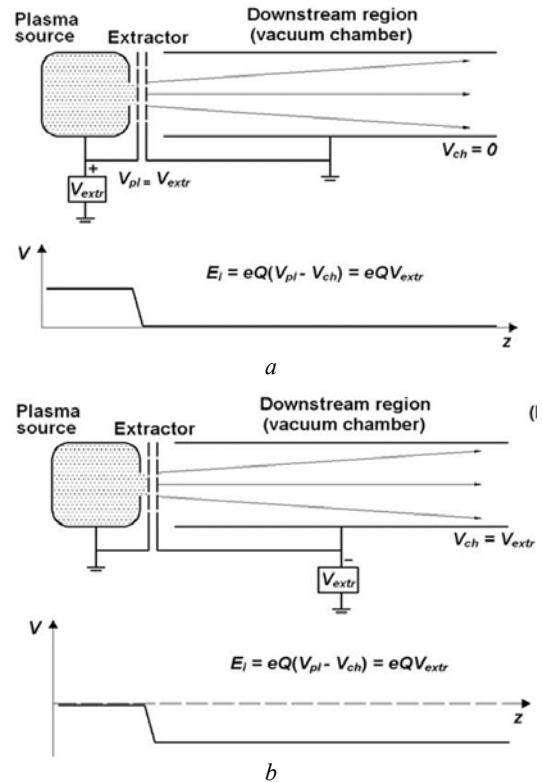 Plasma
source
Extractor
Downstream region
(vacuum chamber)
V_ch = 0
+
V_extr
V_pl = V_extr
V
E_i = eQ(V_pl - V_ch) = eQV_extr
z
a
Plasma
source
Extractor
Downstream region
(vacuum chamber)
V_ch = V_extr
–
V_extr
V
E_i = eQ(V_pl - V_ch) = eQV_extr
z
b